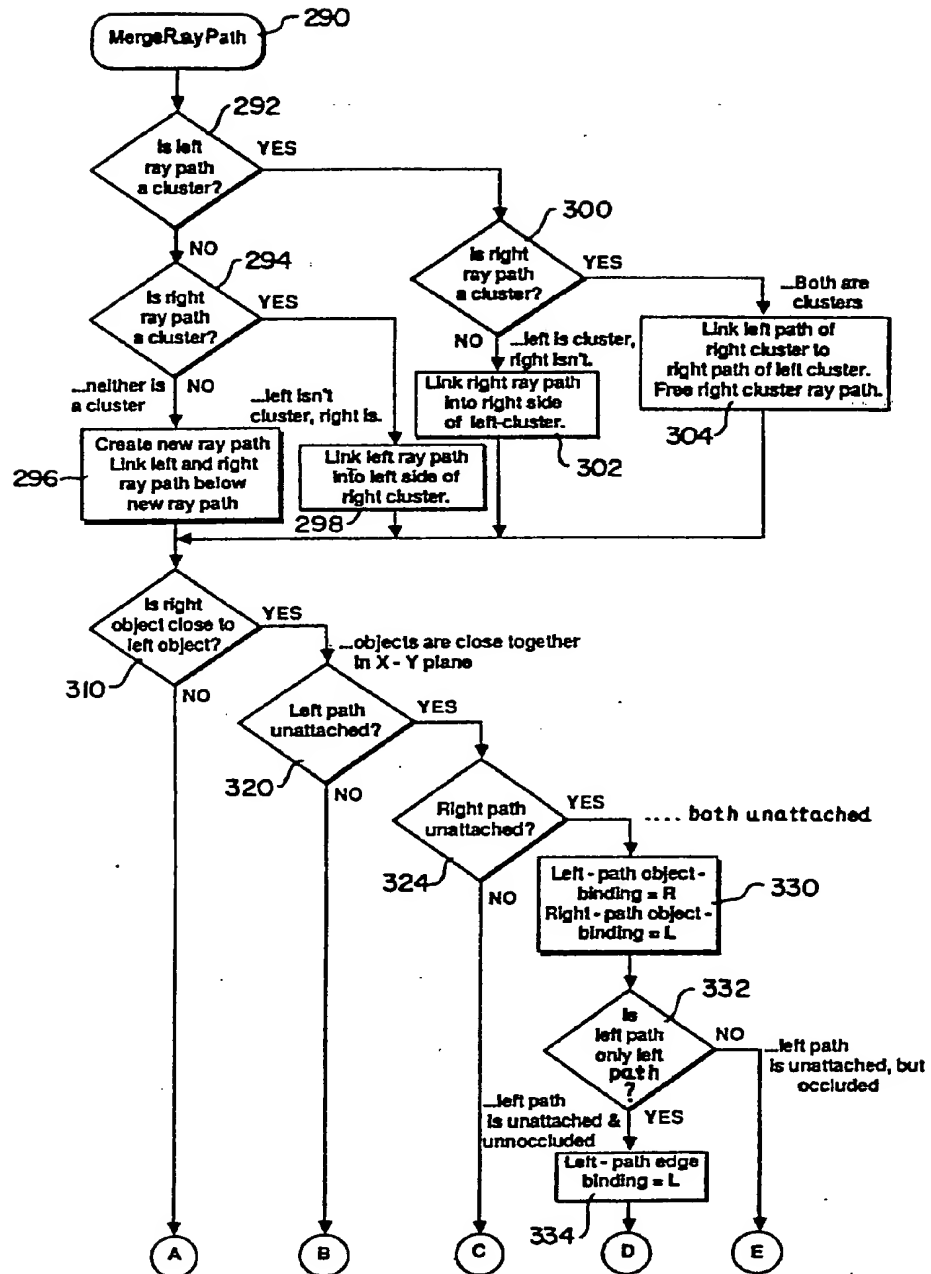 MergeRayPath
290
292
Is left
ray path
a cluster?
YES
NO
300
Is right
ray path
a cluster?
YES
NO
294
Is right
ray path
a cluster?
YES
NO
...Both are
clusters
Link left path of
right cluster to
right path of left cluster.
Free right cluster ray path.
304
...left is cluster,
right isn't.
Link right ray path
into right side
of left-cluster.
302
...neither is
a cluster
...left isn't
cluster, right is.
296
Create new ray path
Link left and right
ray path below
new ray path
Link left ray path
into left side of
right cluster.
298
Is right
object close to
left object?
YES
310
NO
...objects are close together
in X - Y plane
Left path
unattached?
YES
320
NO
Right path
unattached?
YES
324
NO
.... both unattached
Left - path object -
binding = R
Right - path object -
binding = L
330
332
Is
left path
only left
path
?
NO
...left path
is unattached, but
occluded
...left path
is unattached &
unnoccluded
YES
Left - path edge
binding = L
334
A
B
C
D
E